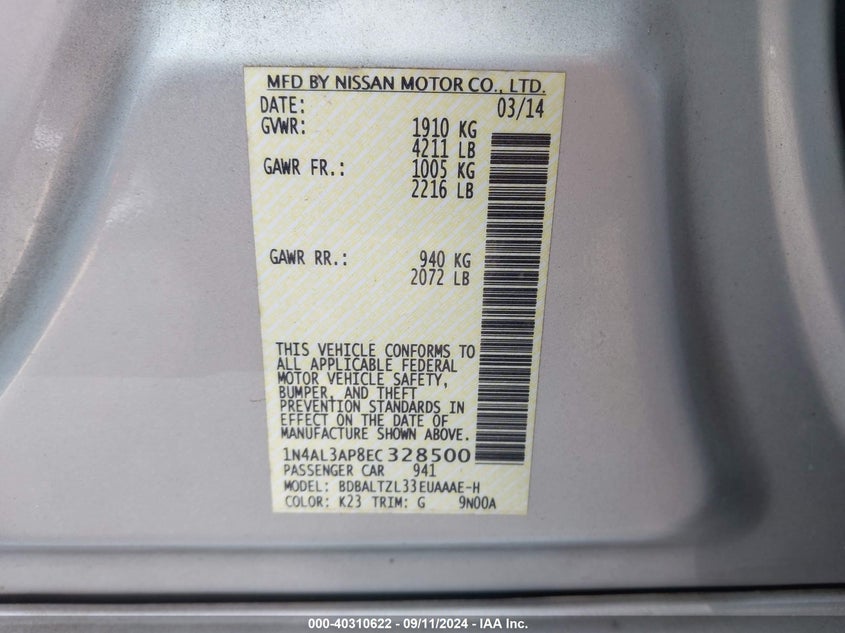 MFD BY NISSAN MOTOR CO., LTD.
DATE: 03/14
GVWR: 1910 KG
4211 LB
GAWR FR.: 1005 KG
2216 LB
GAWR RR.: 940 KG
2072 LB
THIS VEHICLE CONFORMS TO
ALL APPLICABLE FEDERAL
MOTOR VEHICLE SAFETY,
BUMPER, AND THEFT
PREVENTION STANDARDS IN
EFFECT ON THE DATE OF
MANUFACTURE SHOWN ABOVE.
1N4AL3AP8EC328500
PASSENGER CAR 941
MODEL: BDBALTZL33EUAAAE-H
COLOR: K23 TRIM: G 9N00A
000-40310622 - 09/11/2024 - IAA Inc.